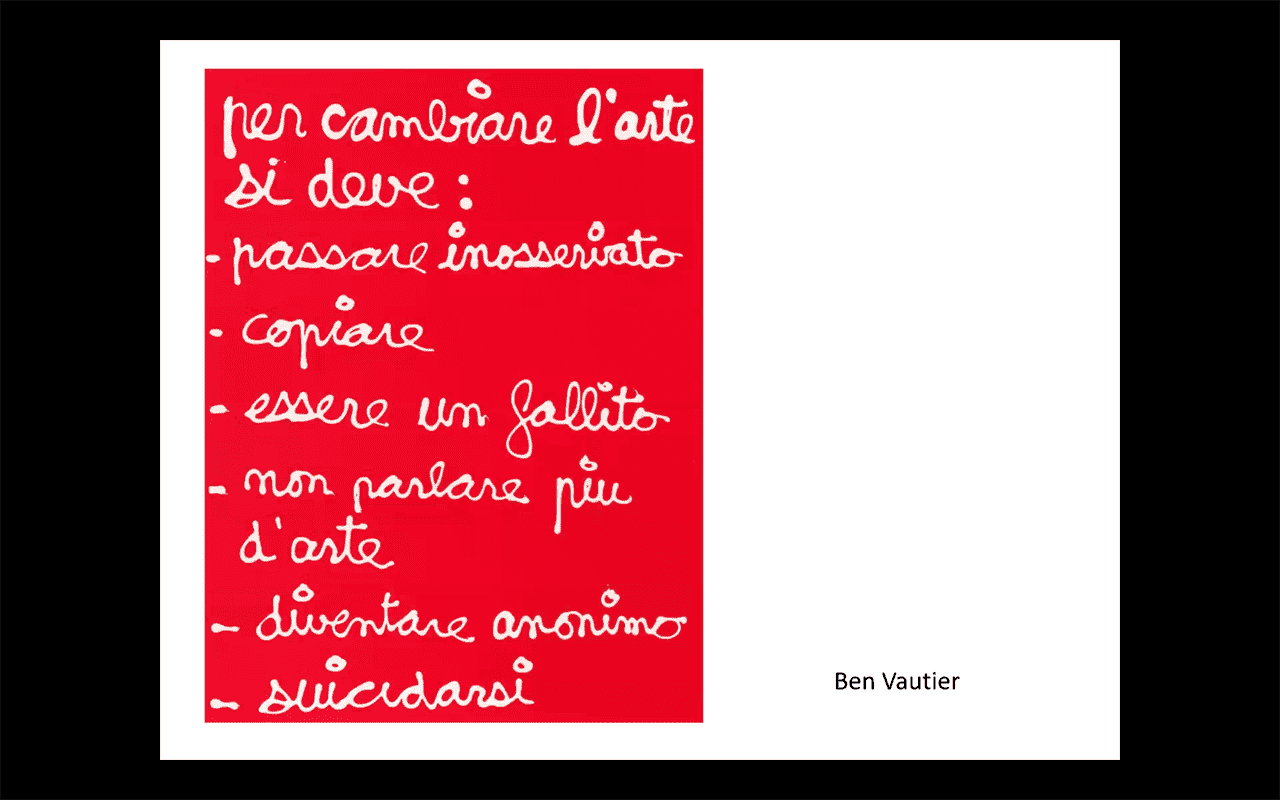 per cambiare l'arte
si deve :
- passare inosservato
- copiare
- essere un fallito
- non parlare piu
d'arte
- diventare anonimo
- suicidarsi
Ben Vautier